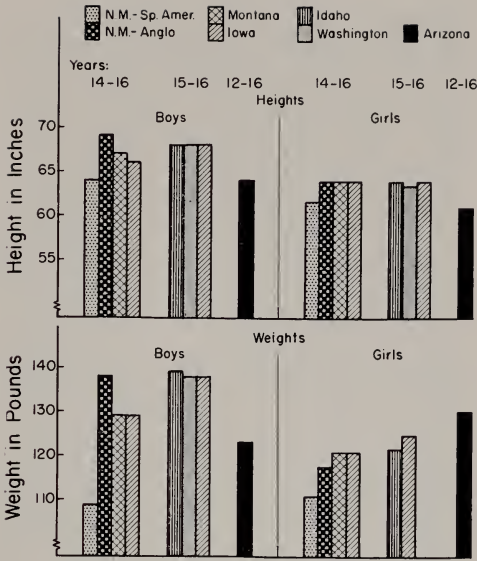 N.M.-Sp. Amer. Montana Idaho
N.M.-Anglo Iowa Washington Arizona
Years:
14-16 15-16 12-16 14-16 15-16 12-16
Heights
Boys Girls
Height in Inches
70
65
60
55
Weights
Boys Girls
Weight in Pounds
140
130
120
110